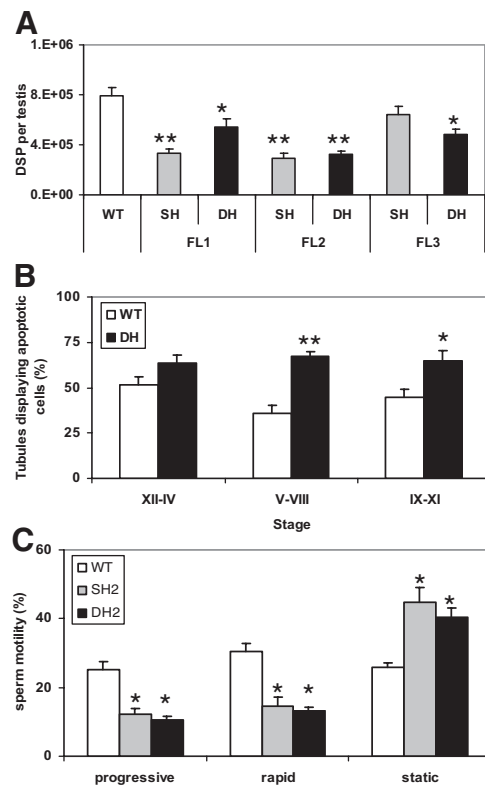 A
1.E+06
8.E+05
4.E+05
0.E+00
DSP per testis
** * ** ** *
WT SH DH SH DH SH DH
FL1 FL2 FL3
B
100
75
50
25
0
Tubules displaying apoptotic
cells (%)
WT
DH
** *
XII-IV V-VIII IX-XI
Stage
C
60
40
20
0
sperm motility (%)
WT
SH2
DH2
* * * * * *
progressive rapid static